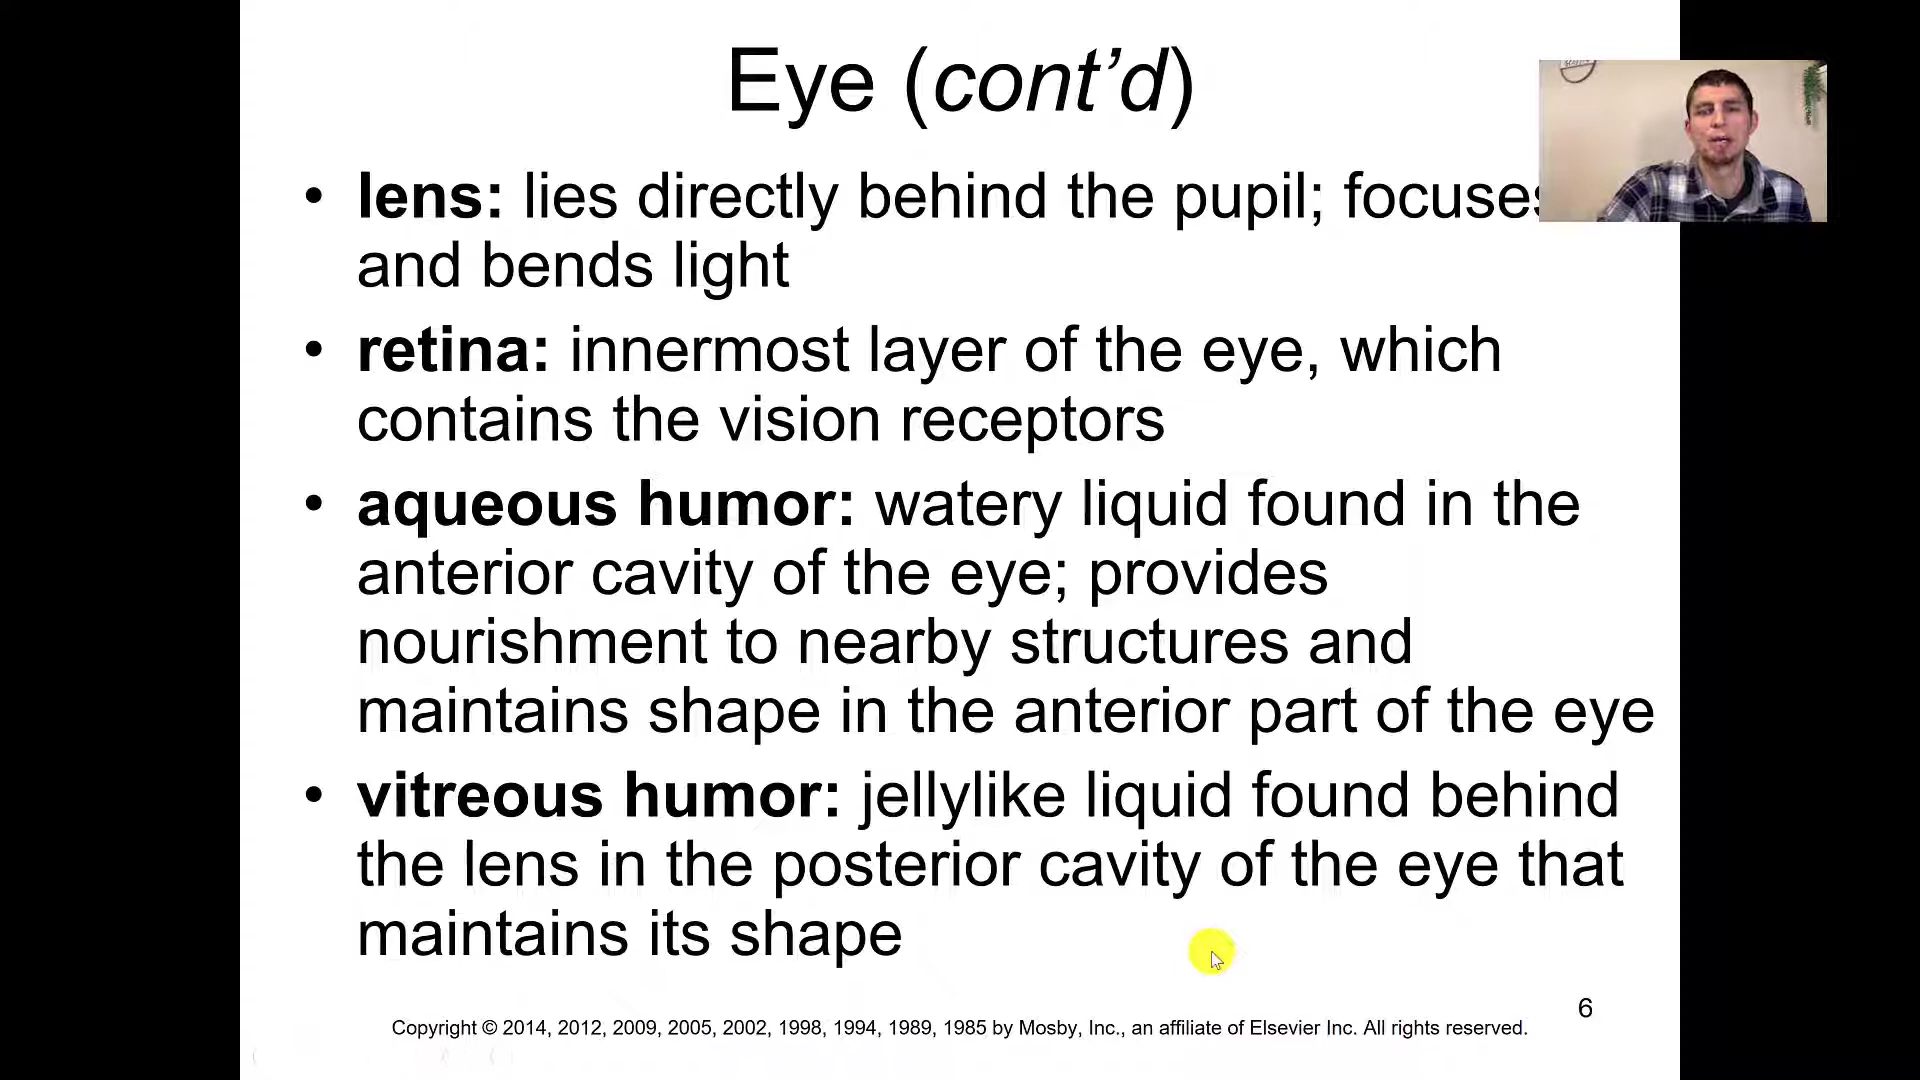 Eye (cont’d)
• lens: lies directly behind the pupil; focuses
and bends light
• retina: innermost layer of the eye, which
contains the vision receptors
• aqueous humor: watery liquid found in the
anterior cavity of the eye; provides
nourishment to nearby structures and
maintains shape in the anterior part of the eye
• vitreous humor: jellylike liquid found behind
the lens in the posterior cavity of the eye that
maintains its shape
6
Copyright © 2014, 2012, 2009, 2005, 2002, 1998, 1994, 1989, 1985 by Mosby, Inc., an affiliate of Elsevier Inc. All rights reserved.